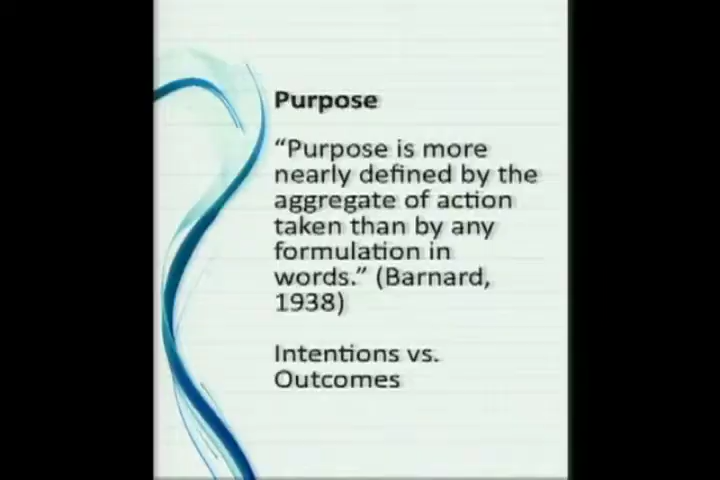 Purpose
“Purpose is more
nearly defined by the
aggregate of action
taken than by any
formulation in
words.” (Barnard,
1938)
Intentions vs.
Outcomes